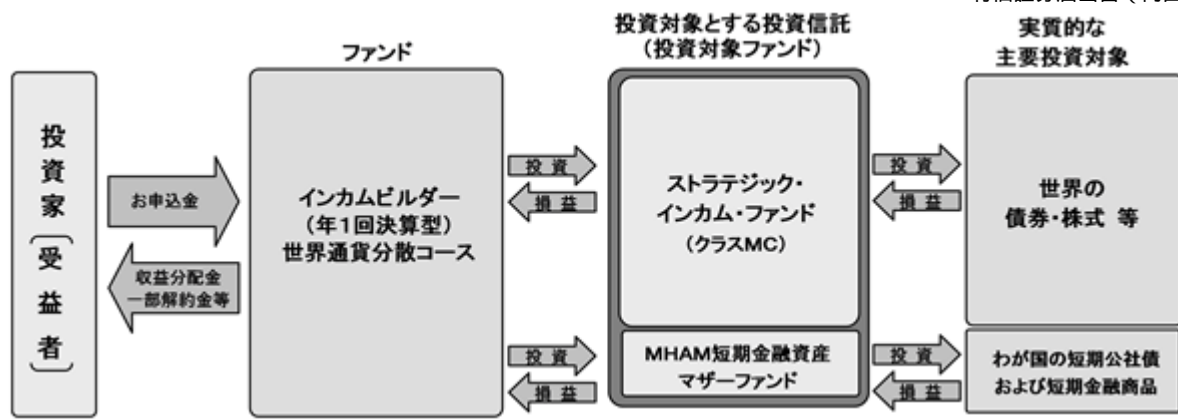 ファンド
投資対象とする投資信託
(投資対象ファンド)
実質的な
主要投資対象
投資家〔受益者〕
お申込金
収益分配金
一部解約金等
インカムビルダー
(年1回決算型)
世界通貨分散コース
投資
損益
ストラテジック・
インカム・ファンド
(クラスMC)
投資
損益
世界の
債券・株式 等
投資
損益
MHAM短期金融資産
マザーファンド
投資
損益
わが国の短期公社債
および短期金融商品